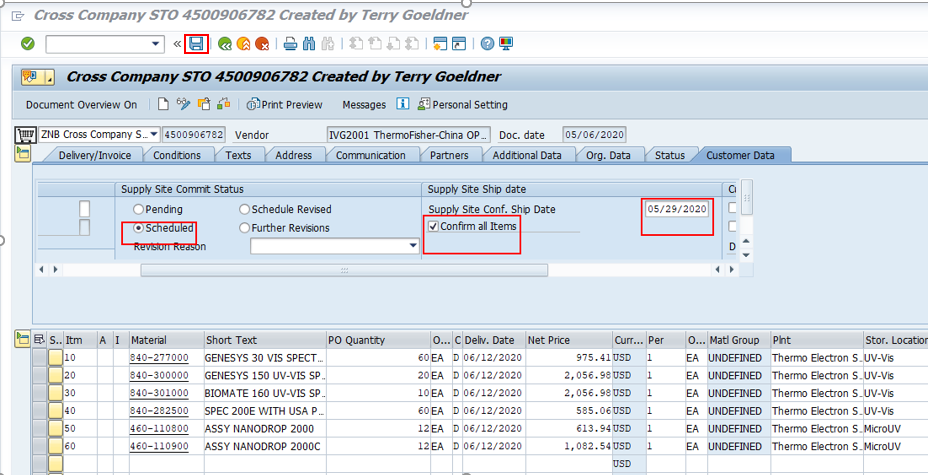 Cross Company STO 4500906782 Created by Terry Goeldner
Cross Company STO 4500906782 Created by Terry Goeldner
Document Overview On Print Preview Messages Personal Setting
ZNB Cross Company S... 4500906782 Vendor IVG2001 ThermoFisher-China OP... Doc. date 05/06/2020
Delivery/Invoice Conditions Texts Address Communication Partners Additional Data Org. Data Status Customer Data
Supply Site Commit Status Supply Site Ship date
Pending Schedule Revised Supply Site Conf. Ship Date 05/29/2020
Scheduled Further Revisions Confirm all Items
Revision Reason
S.. Itm A I Material Short Text PO Quantity O... C Deliv. Date Net Price Curr... Per O... Matl Group Plnt Stor. Location
10 840-277000 GENESYS 30 VIS SPECT... 60 EA D 06/12/2020 975.41 USD 1 EA UNDEFINED Thermo Electron S.. UV-Vis
20 840-300000 GENESYS 150 UV-VIS SP... 20 EA D 06/12/2020 2,056.98 USD 1 EA UNDEFINED Thermo Electron S.. UV-Vis
30 840-301000 BIOMATE 160 UV-VIS SP... 10 EA D 06/12/2020 2,056.98 USD 1 EA UNDEFINED Thermo Electron S.. UV-Vis
40 840-282500 SPEC 200E WITH USA P... 60 EA D 06/12/2020 585.06 USD 1 EA UNDEFINED Thermo Electron S.. UV-Vis
50 460-110800 ASSY NANODROP 2000 12 EA D 06/12/2020 613.94 USD 1 EA UNDEFINED Thermo Electron S.. MicroUV
60 460-110900 ASSY NANODROP 2000C 12 EA D 06/12/2020 1,082.54 USD 1 EA UNDEFINED Thermo Electron S.. MicroUV
USD